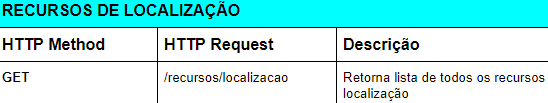 RECURSOS DE LOCALIZAÇÃO
HTTP Method HTTP Request Descrição
GET /recursos/localizacao Retorna lista de todos os recursos
localização